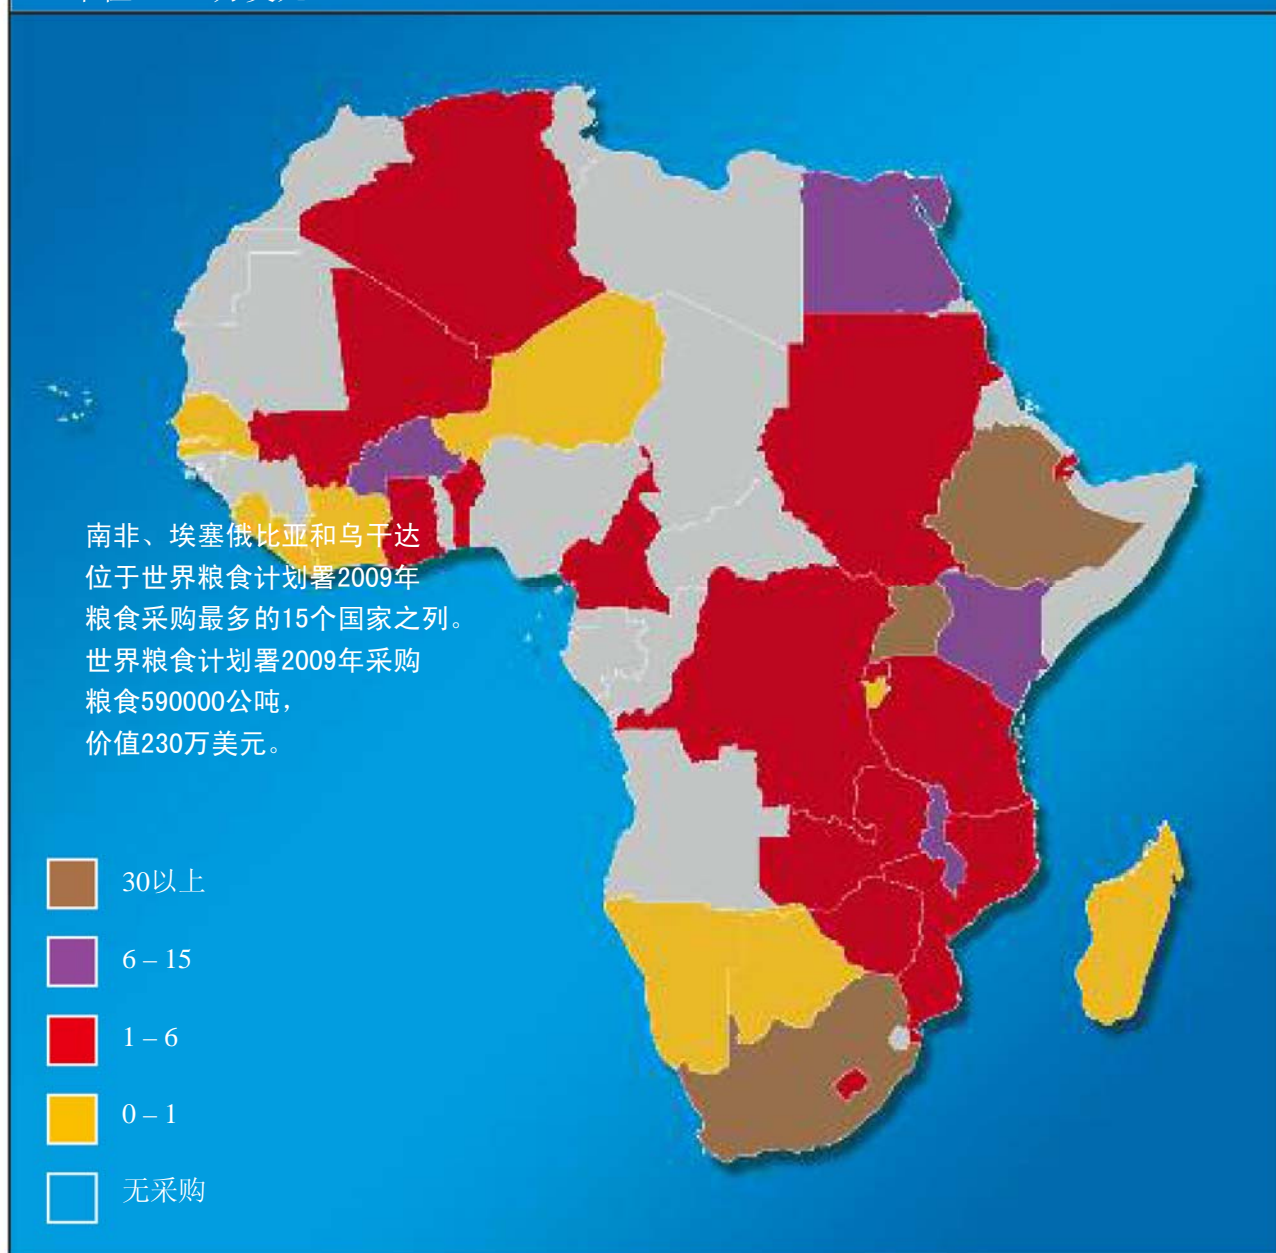 南非、埃塞俄比亚和乌干达
位于世界粮食计划署2009年
粮食采购最多的15个国家之列。
世界粮食计划署2009年采购
粮食590000公吨,
价值230万美元。
30以上
6 – 15
1 – 6
0 – 1
无采购